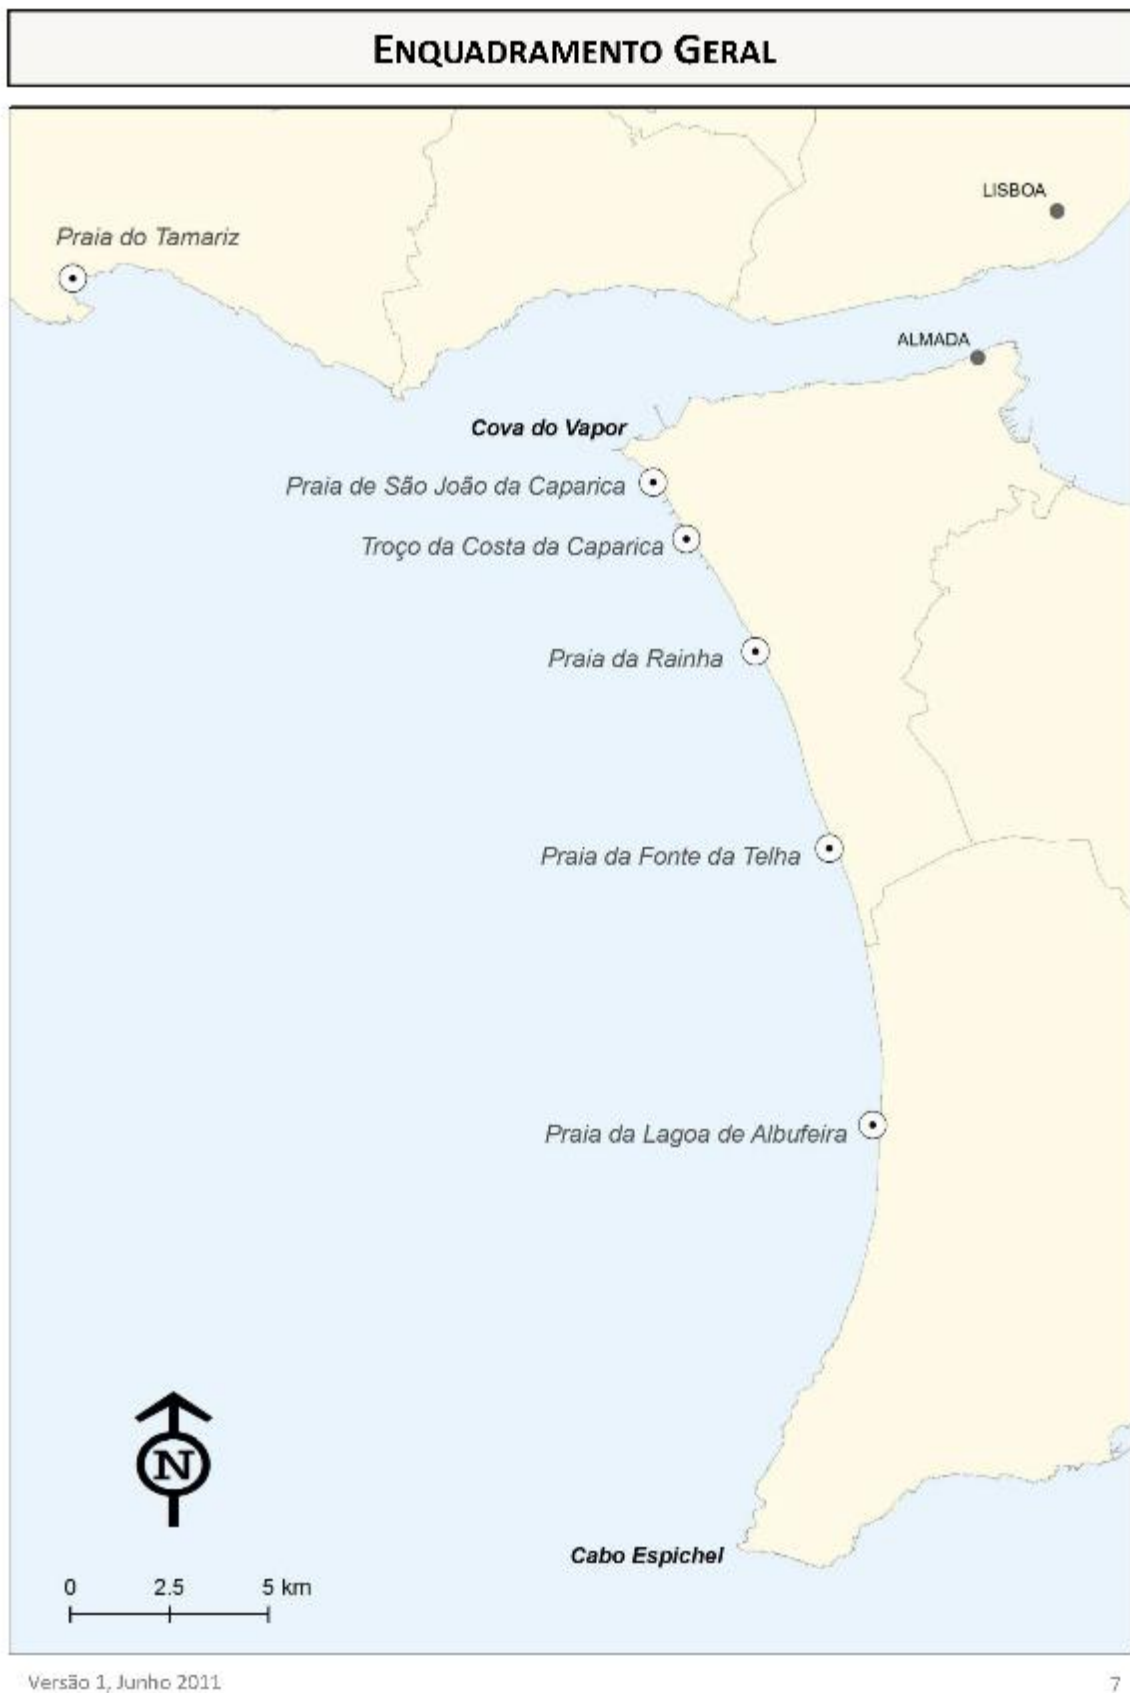 ENQUADRAMENTO GERAL
LISBOA
Praia do Tamariz
ALMADA
Cova do Vapor
Praia de São João da Caparica
Troço da Costa da Caparica
Praia da Rainha
Praia da Fonte da Telha
Praia da Lagoa de Albufeira
N
Cabo Espichel
0 2.5 5 km
Versão 1, Junho 2011 7